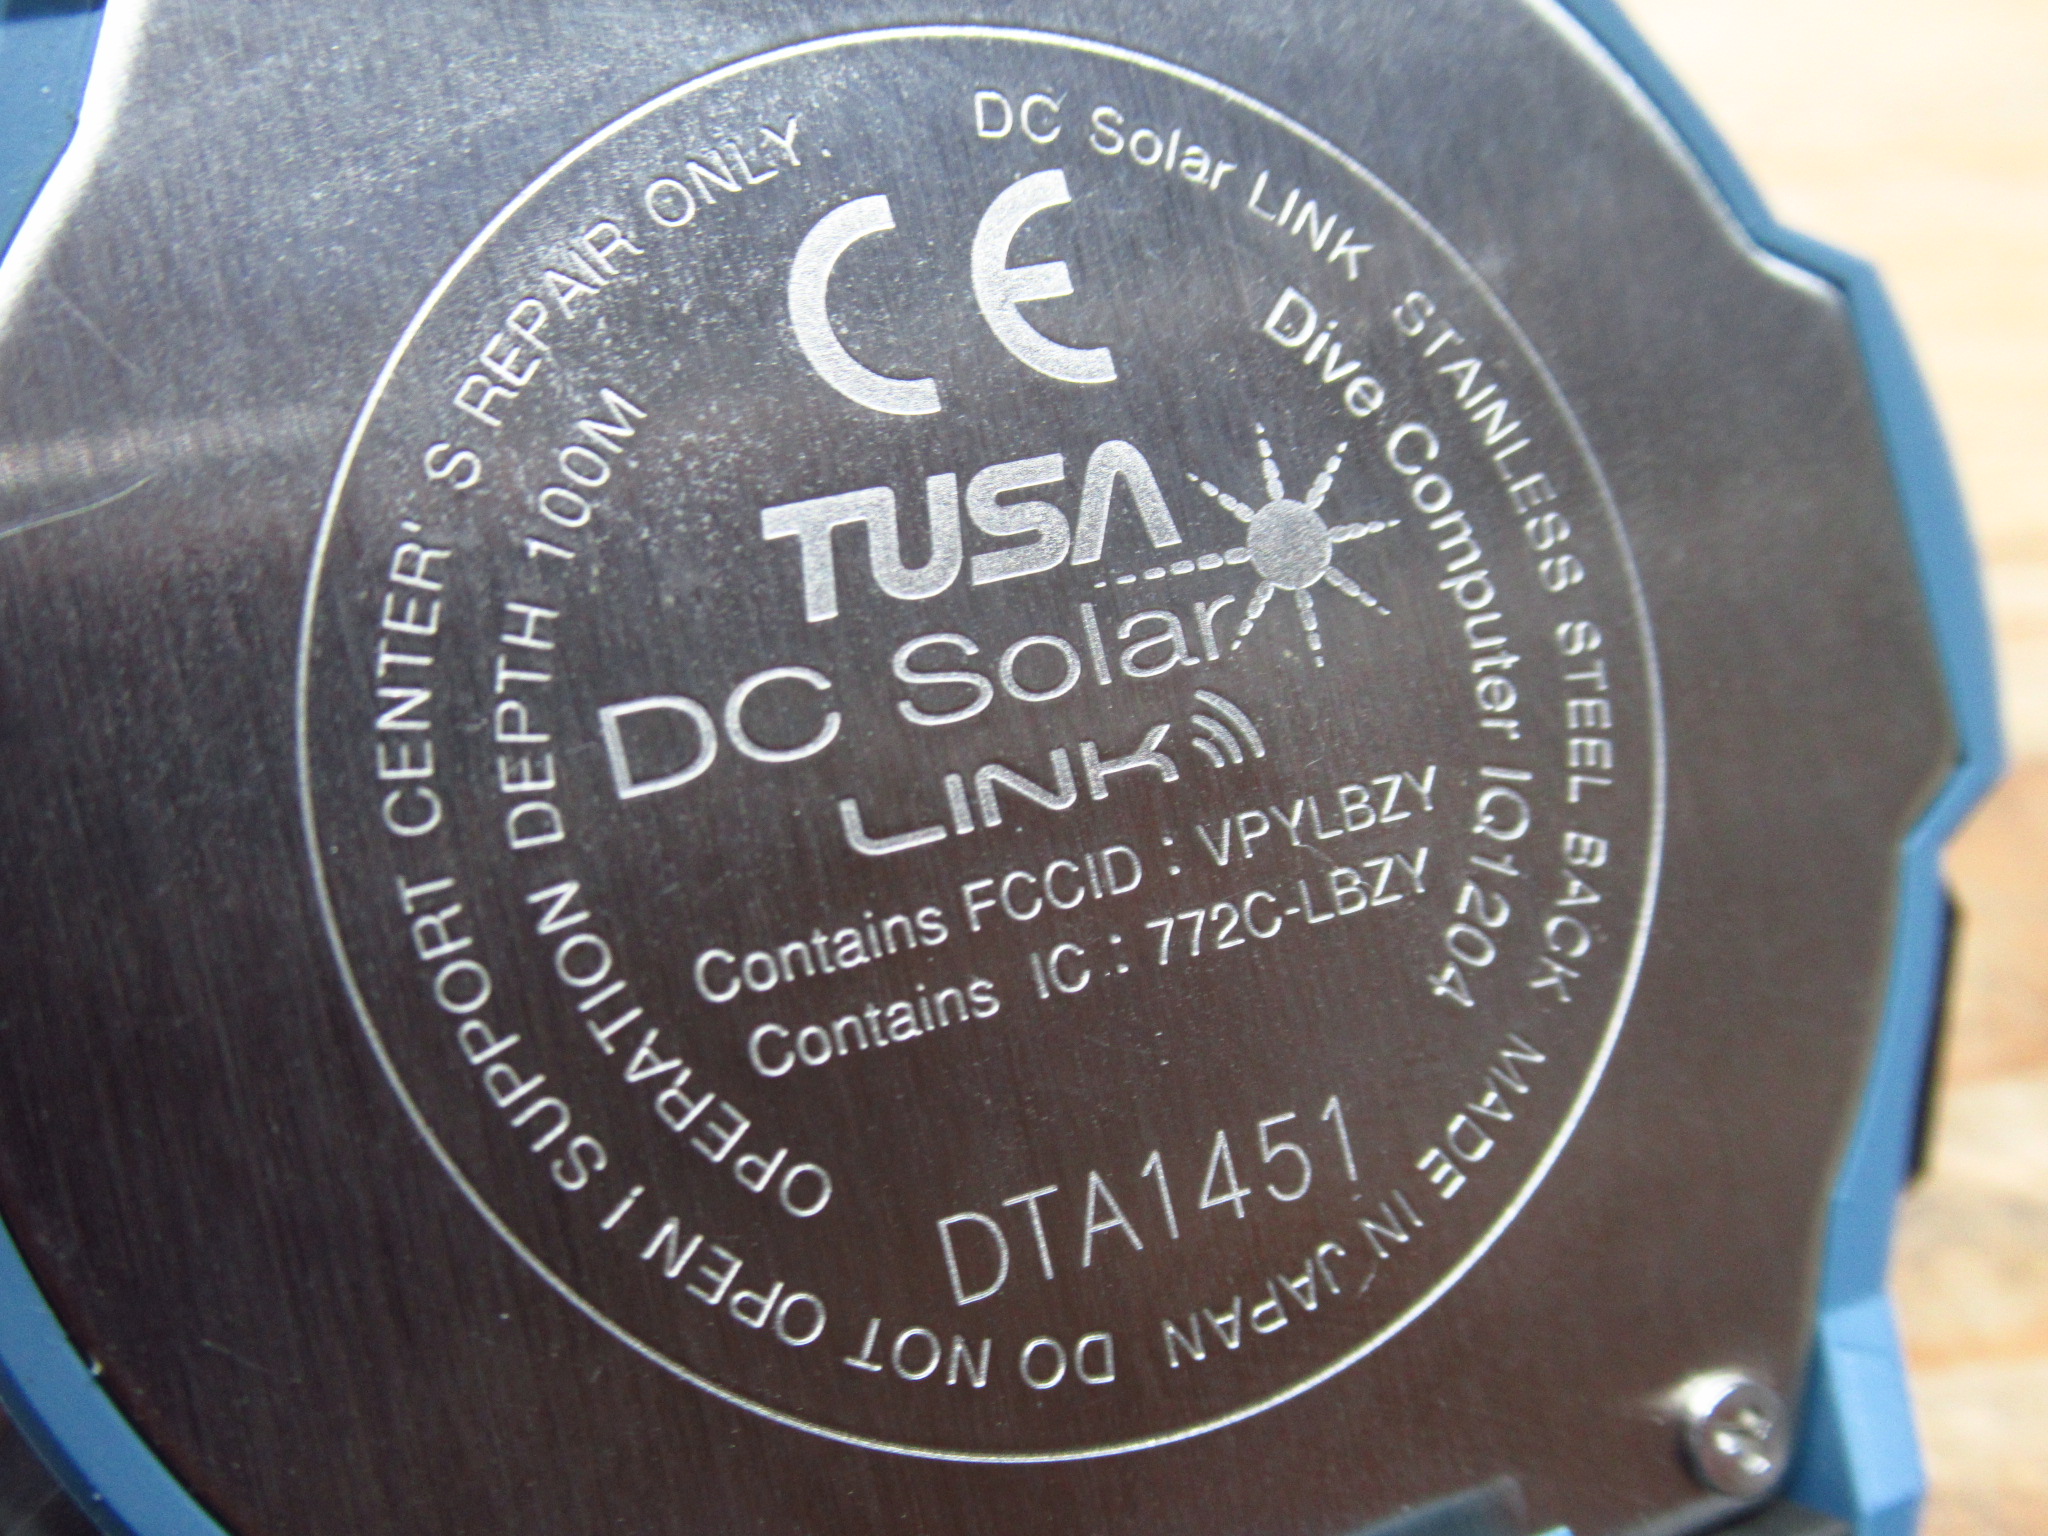 DC Solar LINK STAINLESS STEEL BACK MADE IN JAPAN DO NOT OPEN ! SUPPORT CENTER' S REPAIR ONLY.
Dive Computer IQ1204
OPERATION DEPTH 100M
CE
TUSA
DC Solar
LINK
Contains FCCID : VPYLBZY
Contains IC : 772C-LBZY
DTA1451